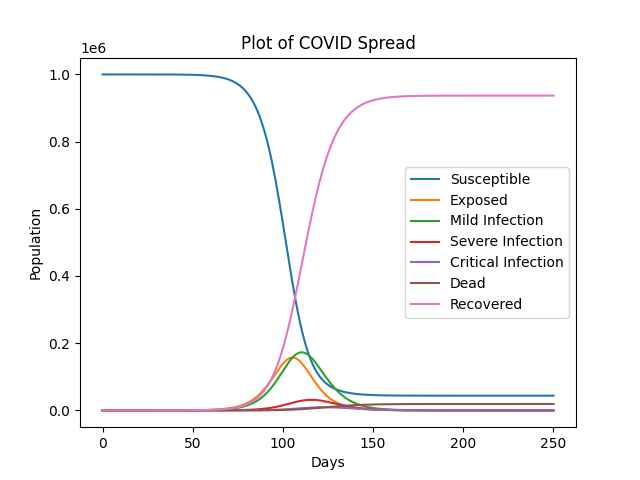 Plot of COVID Spread
1e6
1.0
0.8
0.6
0.4
0.2
0.0
Population
Susceptible
Exposed
Mild Infection
Severe Infection
Critical Infection
Dead
Recovered
0 50 100 150 200 250
Days